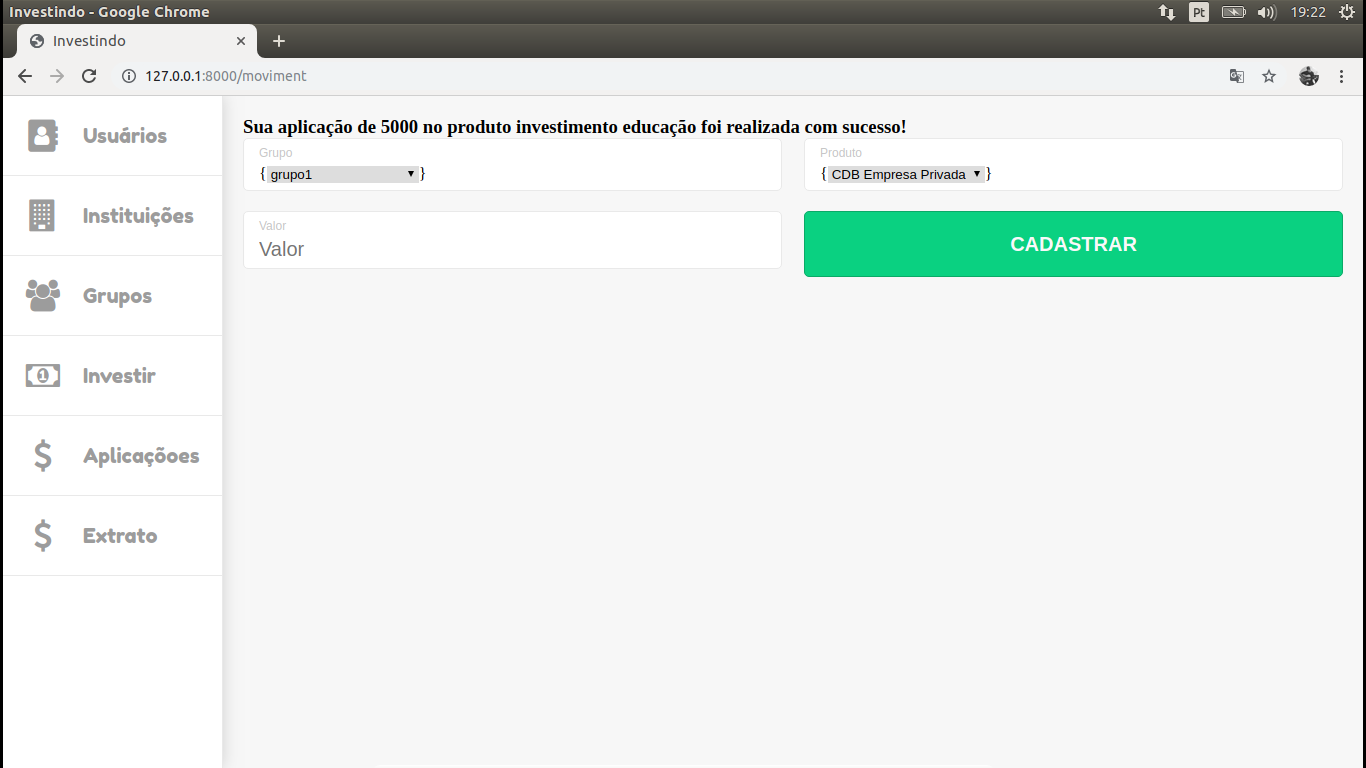 Investindo - Google Chrome
Pt
19:22
Investindo
127.0.0.1:8000/moviment
Usuários
Instituições
Grupos
1
Investir
Aplicaçãoes
Extrato
Sua aplicação de 5000 no produto investimento educação foi realizada com sucesso!
Grupo
{grupo1}
Produto
{CDB Empresa Privada}
Valor
Valor
CADASTRAR